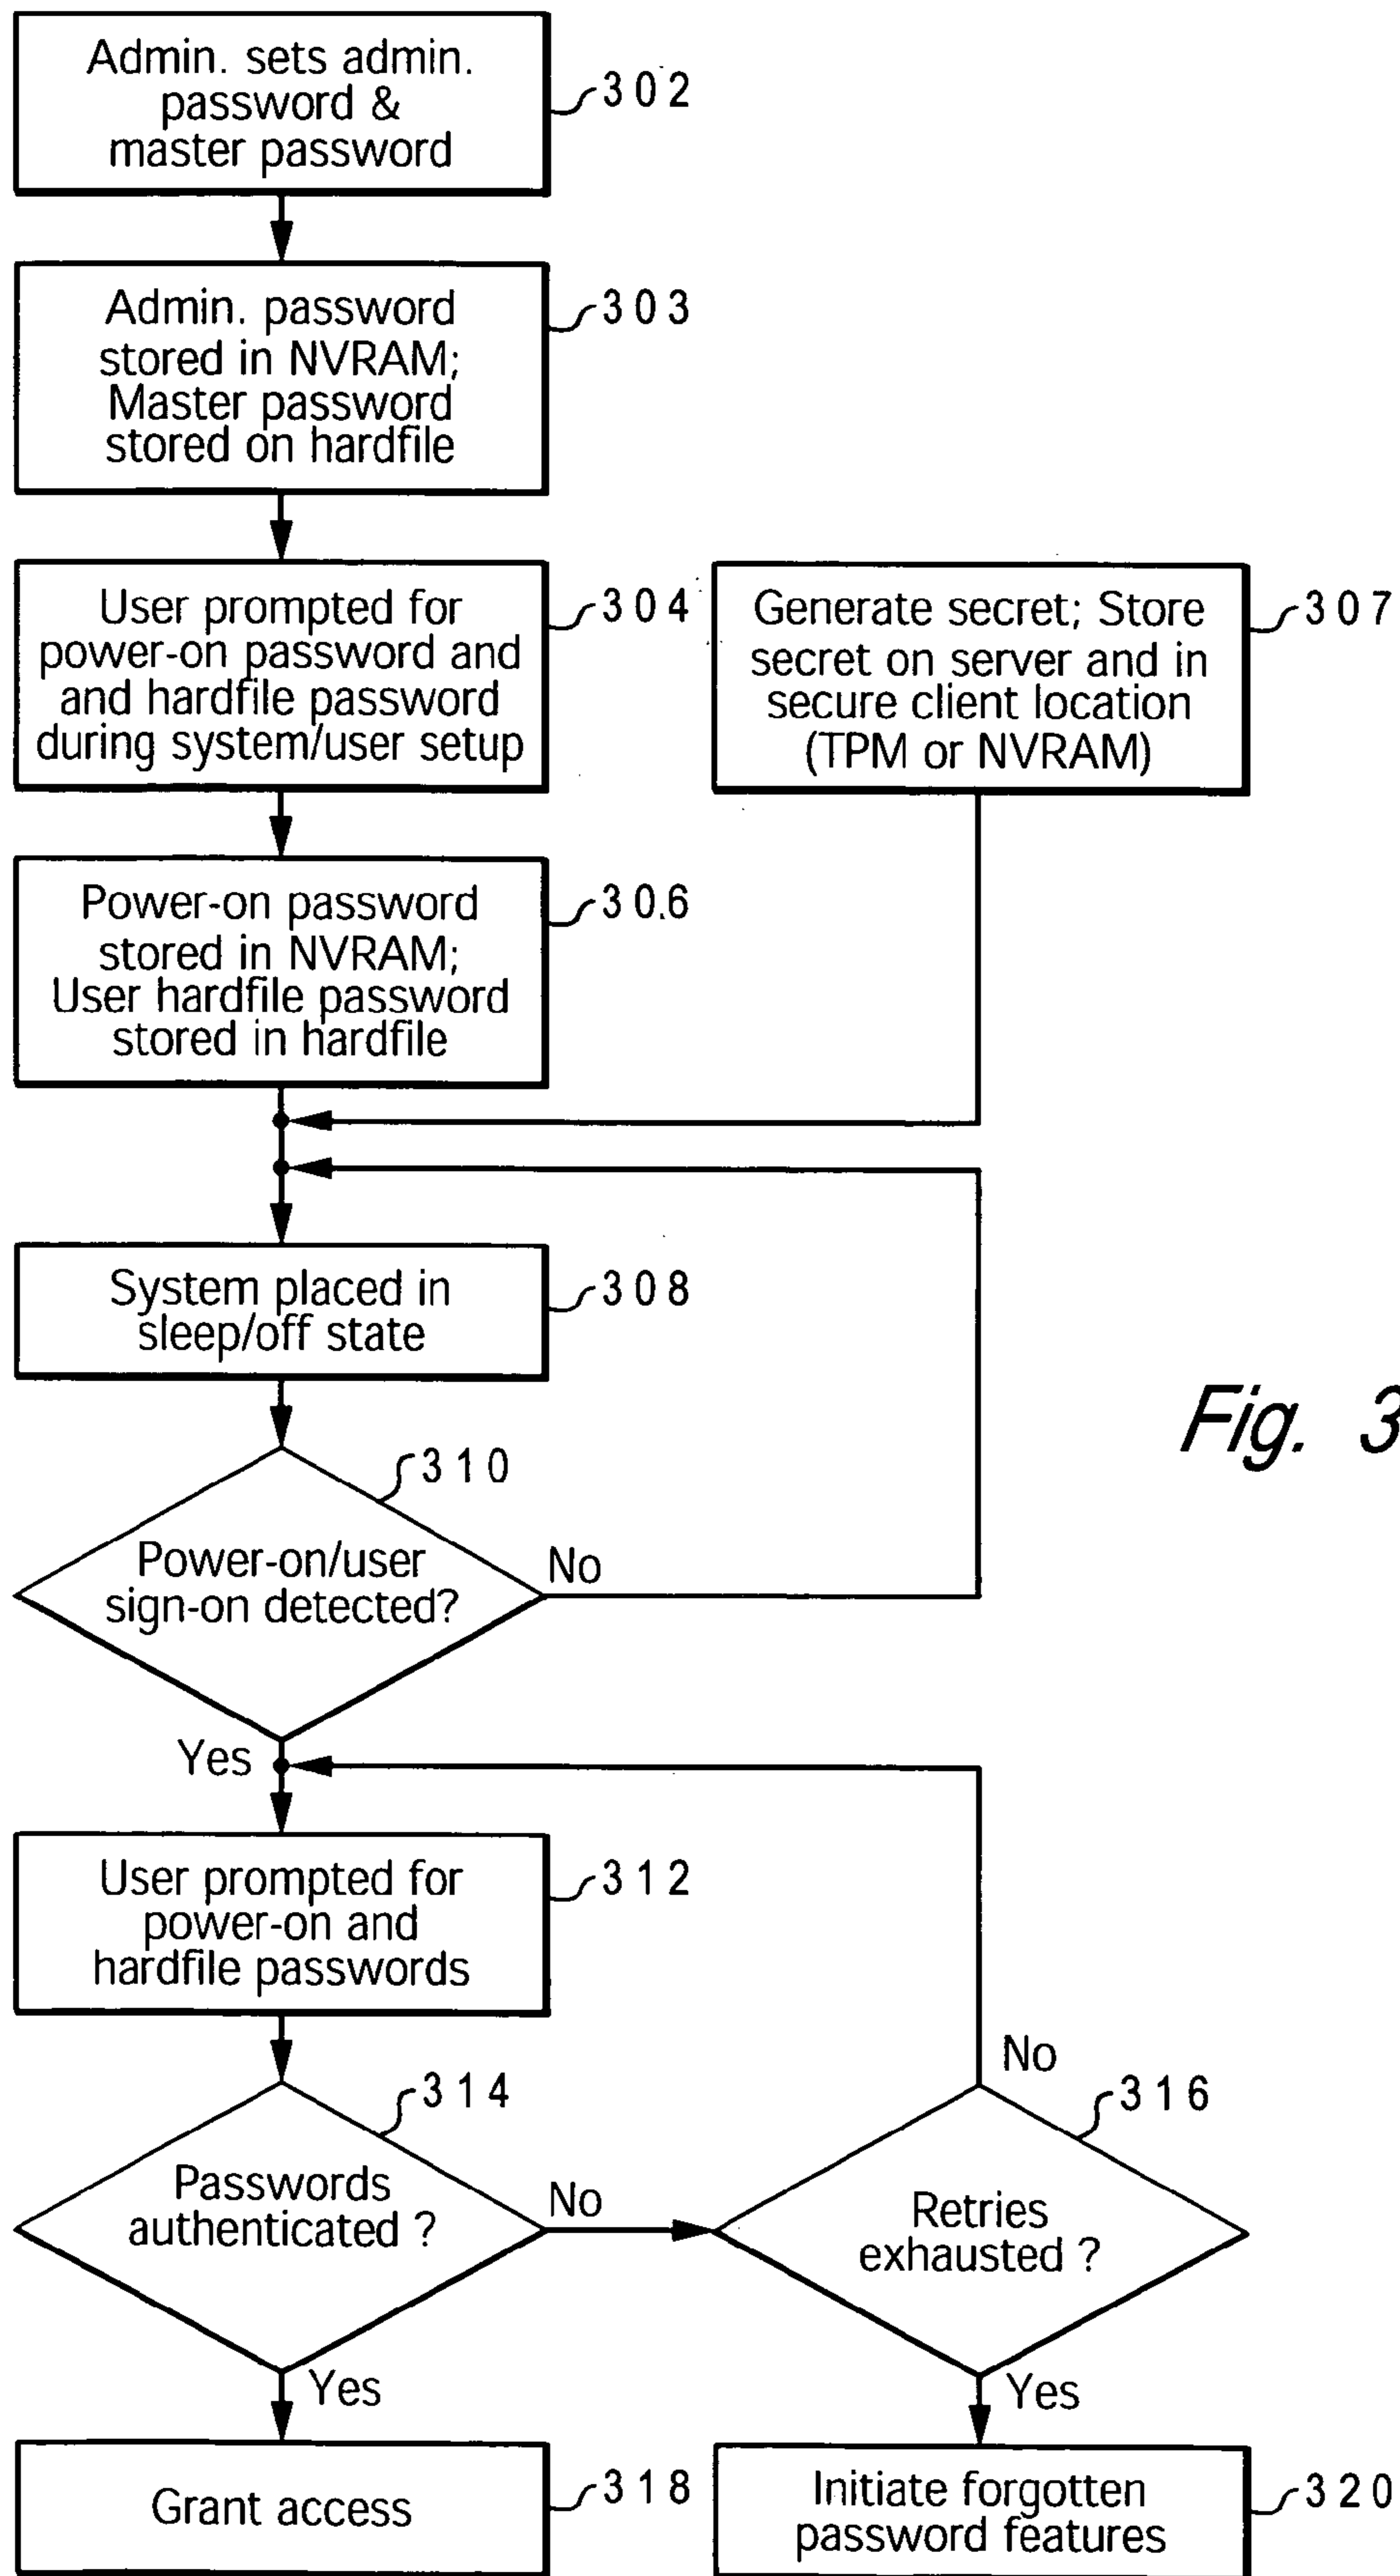 Admin. sets admin.
password &
master password
302
Admin. password
stored in NVRAM;
Master password
stored on hardfile
303
User prompted for
power-on password and
and hardfile password
during system/user setup
304
Generate secret; Store
secret on server and in
secure client location
(TPM or NVRAM)
307
Power-on password
stored in NVRAM;
User hardfile password
stored in hardfile
306
System placed in
sleep/off state
308
Fig. 3
310
Power-on/user
sign-on detected?
No
Yes
User prompted for
power-on and
hardfile passwords
312
314
Passwords
authenticated ?
No
No
316
Retries
exhausted ?
Yes
Yes
Grant access
318
Initiate forgotten
password features
320